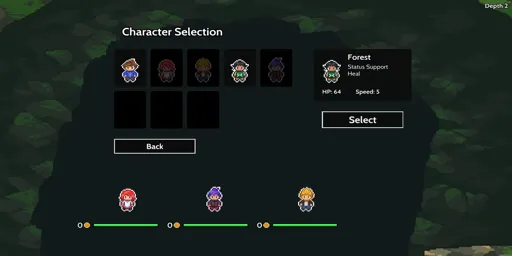 Depth 2
Character Selection
Forest
Status Support
Heal
HP: 64 Speed: 5
Select
Back
0 0 0